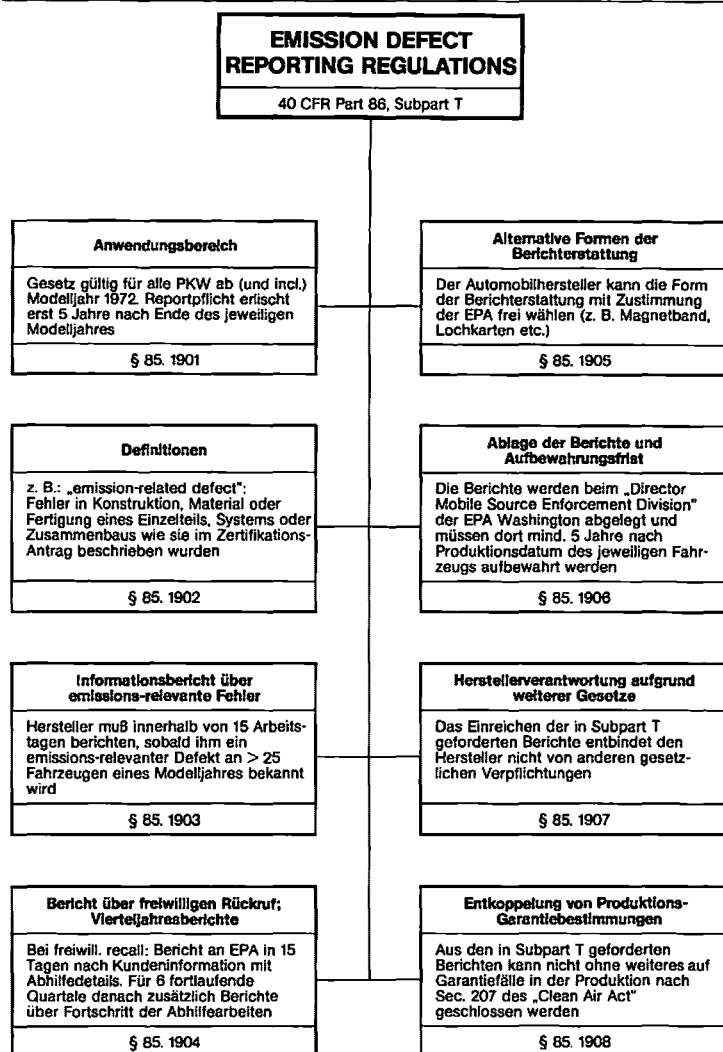 EMISSION DEFECT
REPORTING REGULATIONS
40 CFR Part 86, Subpart T
Anwendungsbereich
Gesetz gültig für alle PKW ab (und incl.)
Modelljahr 1972. Reportpflicht erlischt
erst 5 Jahre nach Ende des jeweiligen
Modelljahres
§ 85. 1901
Definitionen
z. B.: „emission-related defect":
Fehler in Konstruktion, Material oder
Fertigung eines Einzelteils, Systems oder
Zusammenbaus wie sie im Zertifikations-
Antrag beschrieben wurden
§ 85. 1902
Informationsbericht über
emissions-relevante Fehler
Hersteller muß innerhalb von 15 Arbeits-
tagen berichten, sobald ihm ein
emissions-relevanter Defekt an > 25
Fahrzeugen eines Modelljahres bekannt
wird
§ 85. 1903
Bericht über freiwilligen Rückruf;
Vierteljahresberichte
Bei freiwill. recall: Bericht an EPA in 15
Tagen nach Kundeninformation mit
Abhilfedetails. Für 6 fortlaufende
Quartale danach zusätzlich Berichte
über Fortschritt der Abhilfearbeiten
§ 85. 1904
Alternative Formen der
Berichterstattung
Der Automobilhersteller kann die Form
der Berichterstattung mit Zustimmung
der EPA frei wählen (z. B. Magnetband,
Lochkarten etc.)
§ 85. 1905
Ablage der Berichte und
Aufbewahrungsfrist
Die Berichte werden beim „Director
Mobile Source Enforcement Division"
der EPA Washington abgelegt und
müssen dort mind. 5 Jahre nach
Produktionsdatum des jeweiligen Fahr-
zeugs aufbewahrt werden
§ 85. 1906
Herstellerverantwortung aufgrund
weiterer Gesetze
Das Einreichen der in Subpart T
geforderten Berichte entbindet den
Hersteller nicht von anderen gesetz-
lichen Verpflichtungen
§ 85. 1907
Entkoppelung von Produktions-
Garantiebestimmungen
Aus den in Subpart T geforderten
Berichten kann nicht ohne weiteres auf
Garantiefälle in der Produktion nach
Sec. 207 des „Clean Air Act"
geschlossen werden
§ 85. 1908